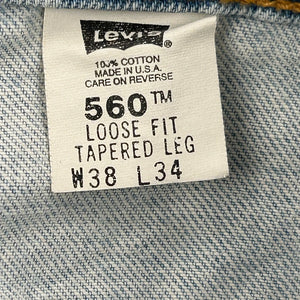 Levi's
100% COTTON
MADE IN U.S.A.
CARE ON REVERSE
560™
LOOSE FIT
TAPERED LEG
W38 L34